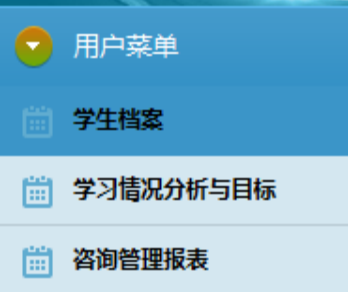 用户菜单
学生档案
学习情况分析与目标
咨询管理报表